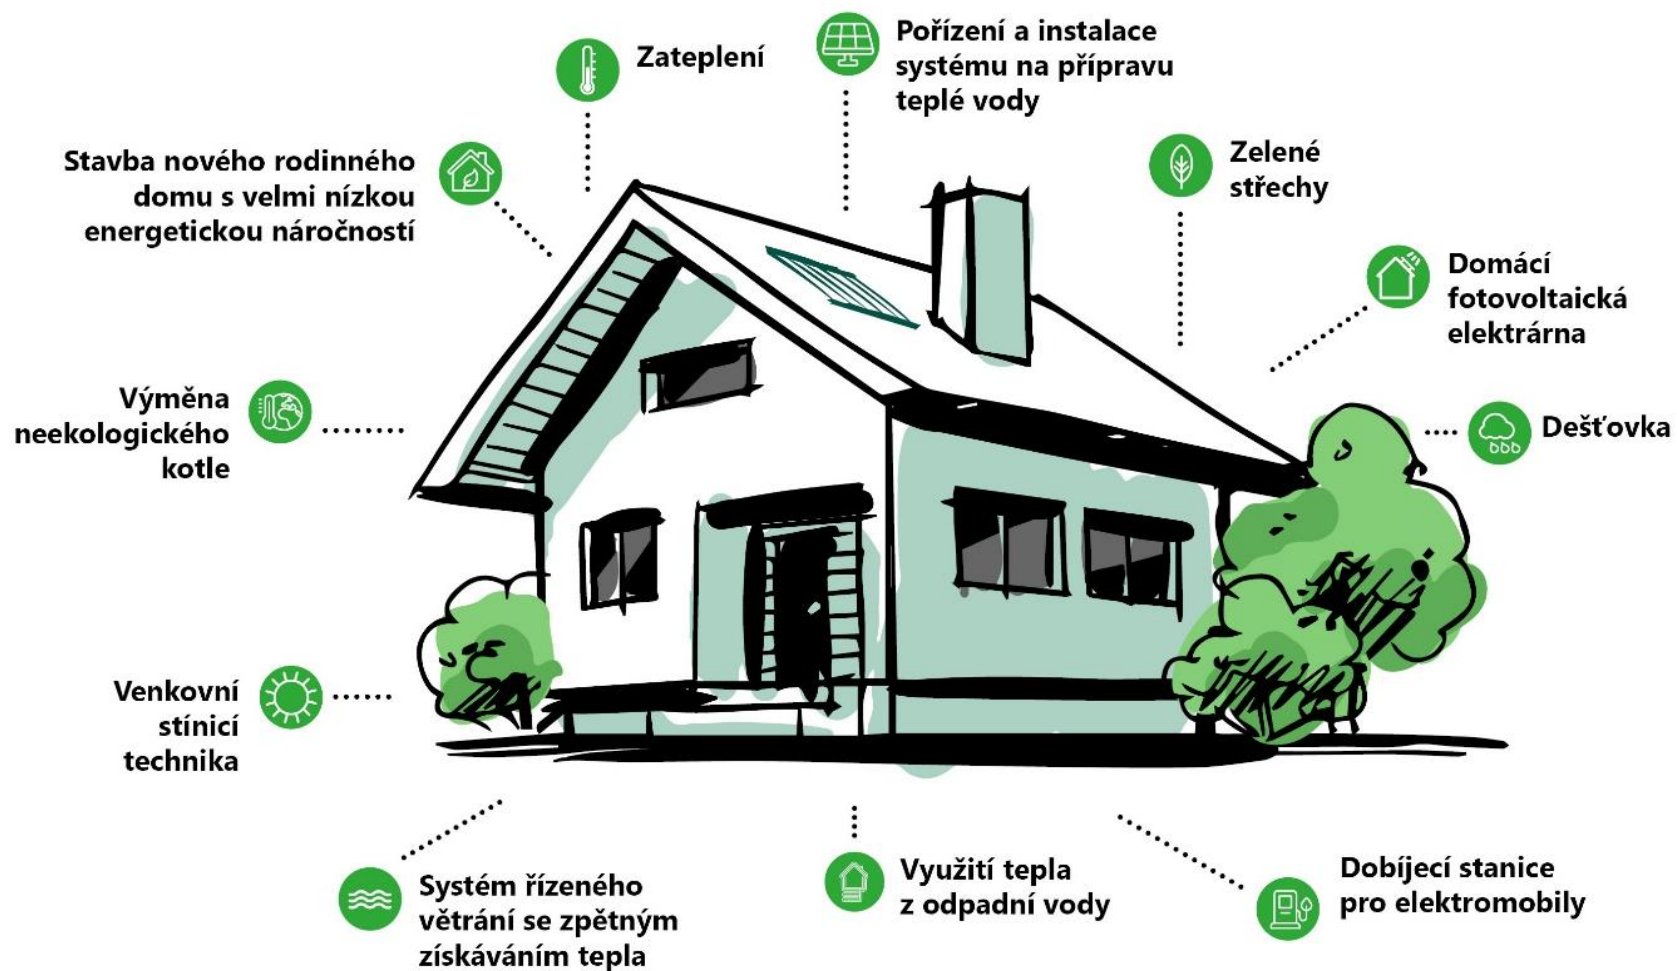 Zateplení
Pořízení a instalace
systému na přípravu
teplé vody
Stavba nového rodinného
domu s velmi nízkou
energetickou náročností
Zelené
střechy
Domácí
fotovoltaická
elektrárna
Výměna
neekologického
kotle
Dešťovka
Venkovní
stínicí
technika
Systém řízeného
větrání se zpětným
získáváním tepla
Využití tepla
z odpadní vody
Dobíjecí stanice
pro elektromobily